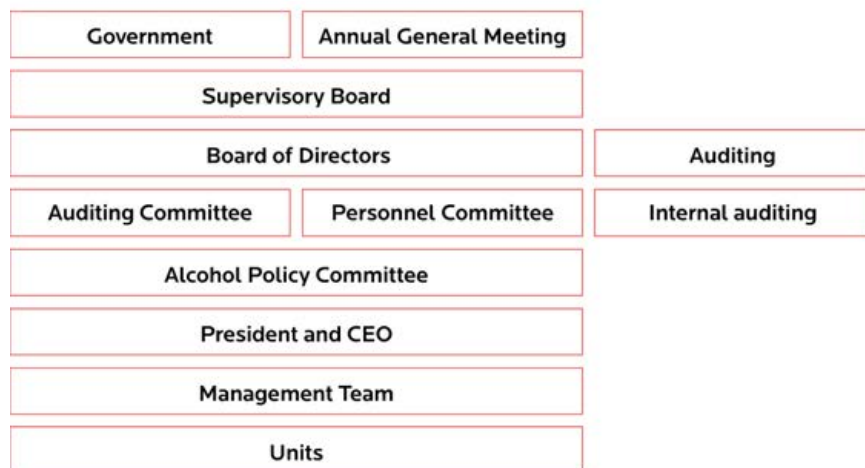 Government
Annual General Meeting
Supervisory Board
Board of Directors
Auditing
Auditing Committee
Personnel Committee
Internal auditing
Alcohol Policy Committee
President and CEO
Management Team
Units